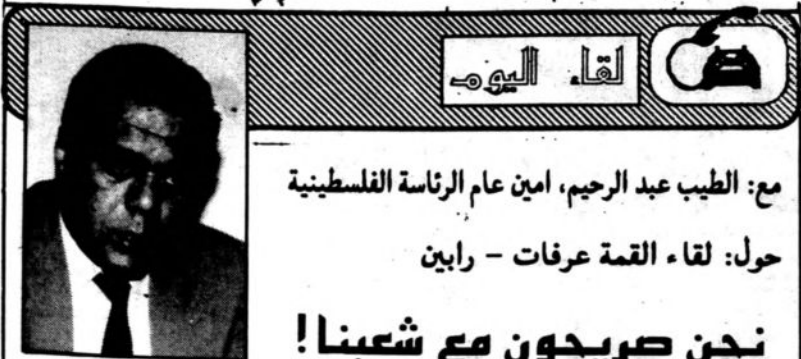 لقاء اليوم
مع: الطيب عبد الرحيم، امين عام الرئاسة الفلسطينية
حول: لقاء القمة عرفات – رابين
نحن صريحون مع شعبنا!